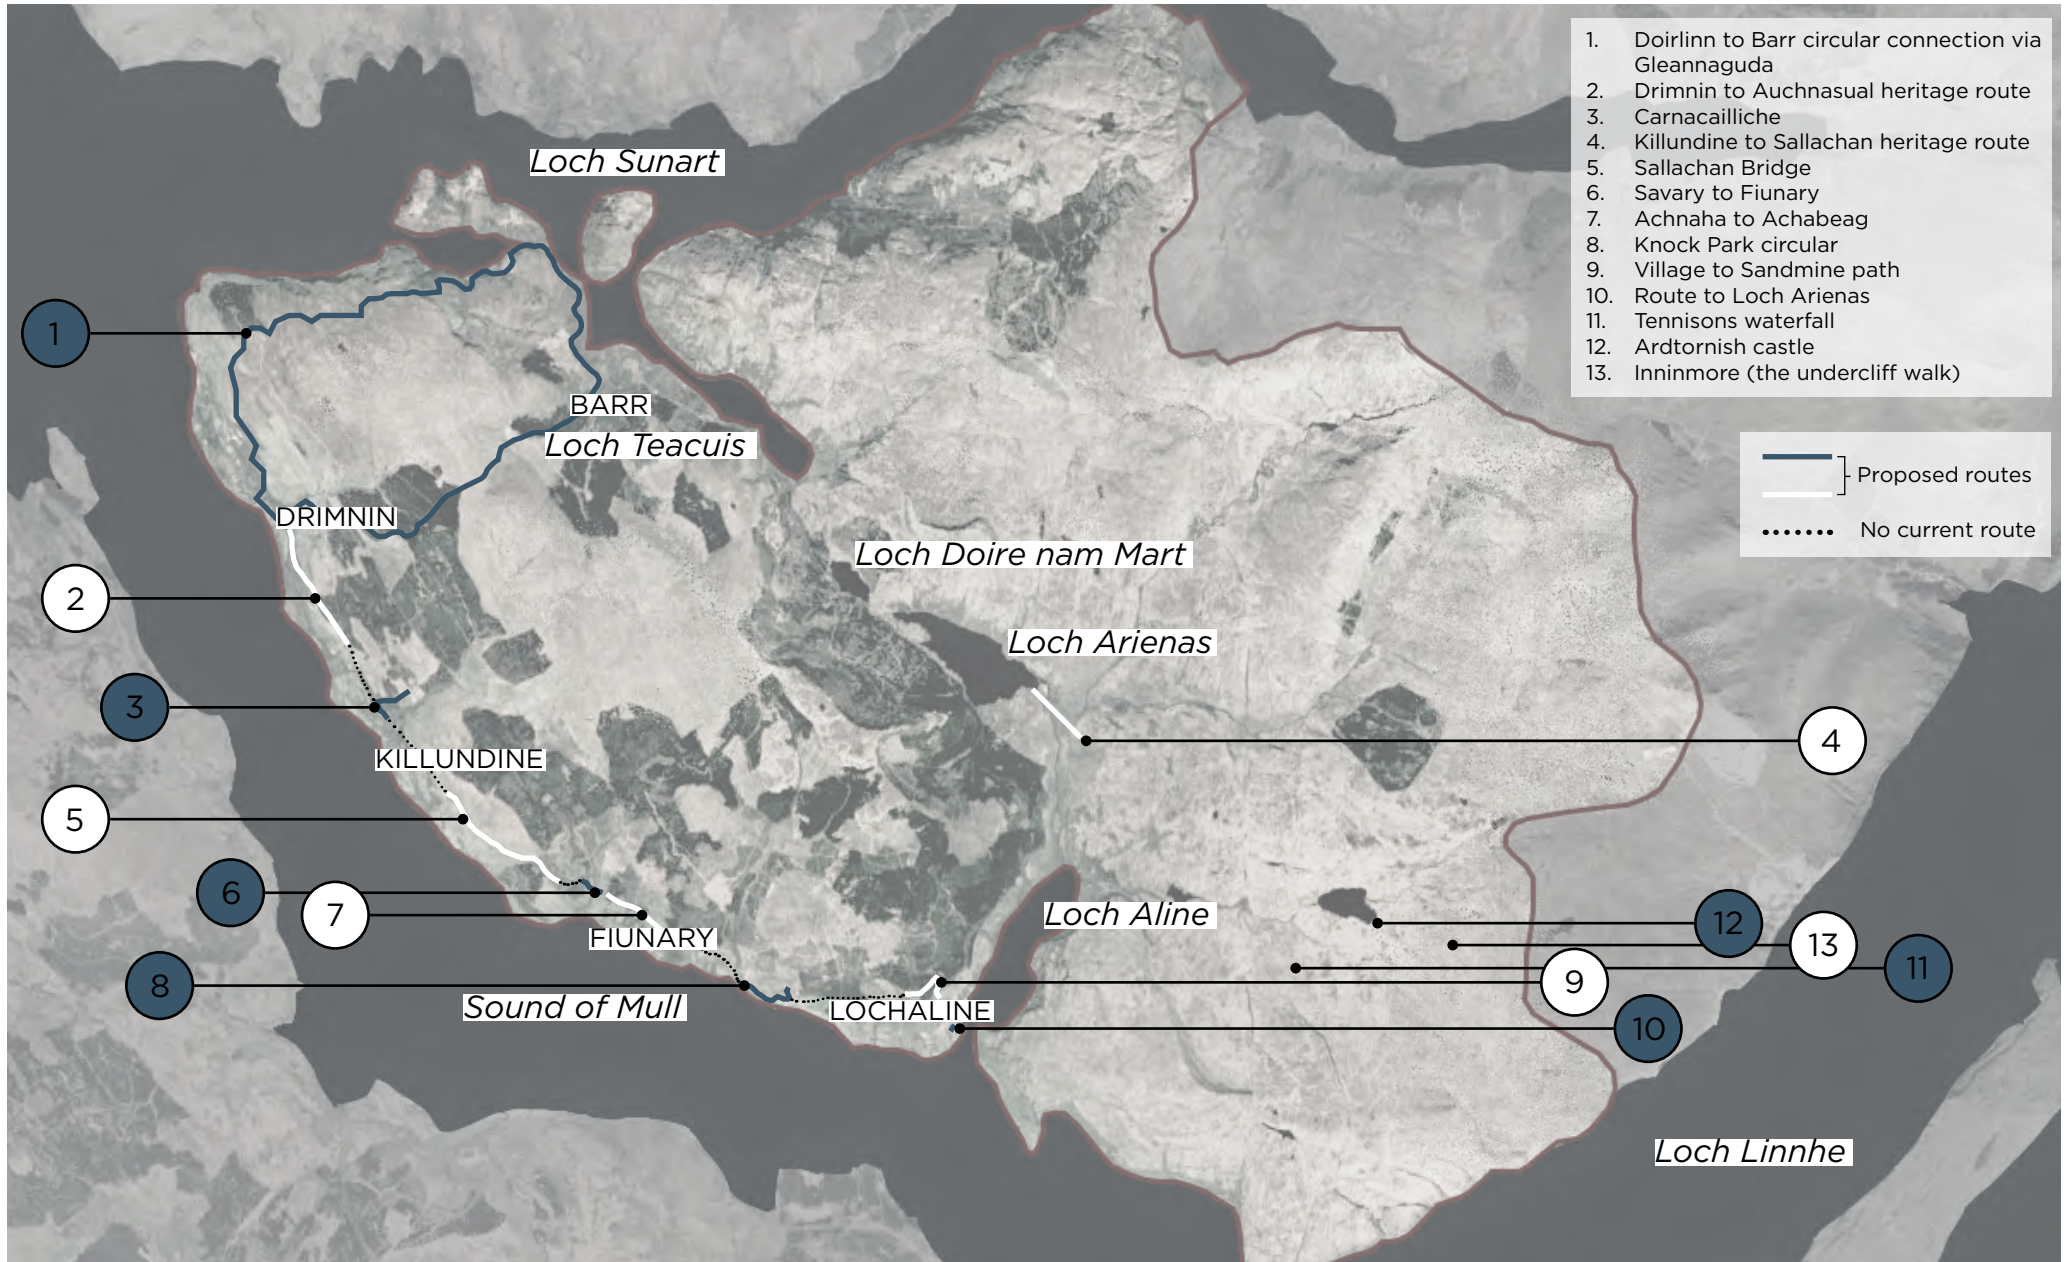 1. Doirlinn to Barr circular connection via
Gleannaguda
2. Drimnin to Auchnasual heritage route
3. Carnacailliche
4. Killundine to Sallachan heritage route
5. Sallachan Bridge
6. Savary to Fiunary
7. Achnaha to Achabeag
8. Knock Park circular
9. Village to Sandmine path
10. Route to Loch Arienas
11. Tennisons waterfall
12. Ardtornish castle
13. Inninmore (the undercliff walk)
Proposed routes
No current route
Loch Sunart
1
BARR
Loch Teacuis
DRIMNIN
Loch Doire nam Mart
2
Loch Arienas
3
4
KILLUNDINE
5
6
7
Loch Aline
12
FIUNARY
13
11
8
9
Sound of Mull
LOCHALINE
10
Loch Linnhe